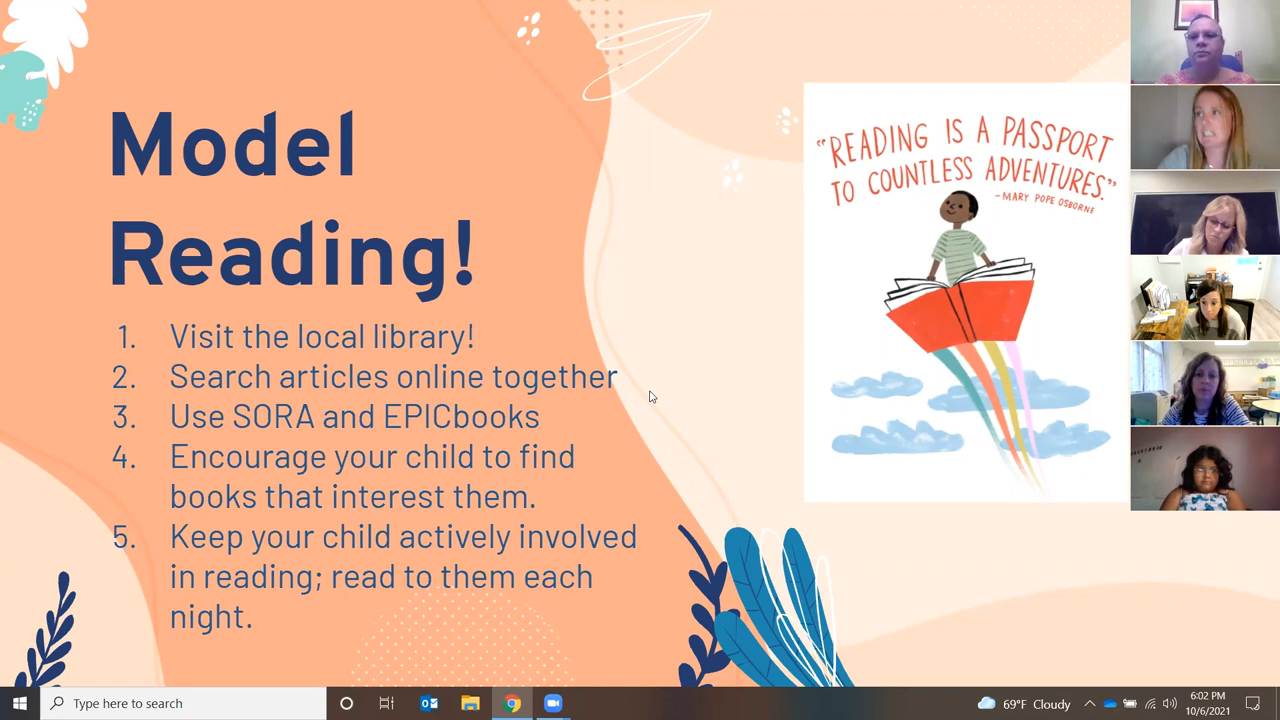 Model
Reading!
1. Visit the local library!
2. Search articles online together
3. Use SORA and EPICbooks
4. Encourage your child to find
books that interest them.
5. Keep your child actively involved
in reading; read to them each
night.
“READING IS A PASSPORT
TO COUNTLESS ADVENTURES.”
-MARY POPE OSBORNE
Type here to search
69°F Cloudy
6:02 PM
10/6/2021